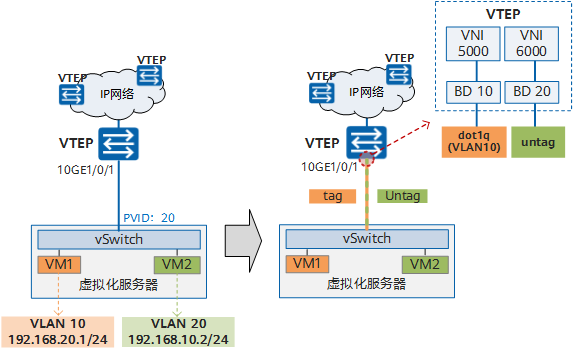 VTEP
VTEP
IP网络
VTEP
10GE1/0/1
PVID：20
vSwitch
VM1
VM2
虚拟化服务器
VLAN 10
192.168.20.1/24
VLAN 20
192.168.10.2/24
VTEP
VTEP
IP网络
VTEP
10GE1/0/1
tag
Untag
vSwitch
VM1
VM2
虚拟化服务器
VTEP
VNI
5000
VNI
6000
BD 10
BD 20
dot1q
(VLAN10)
untag